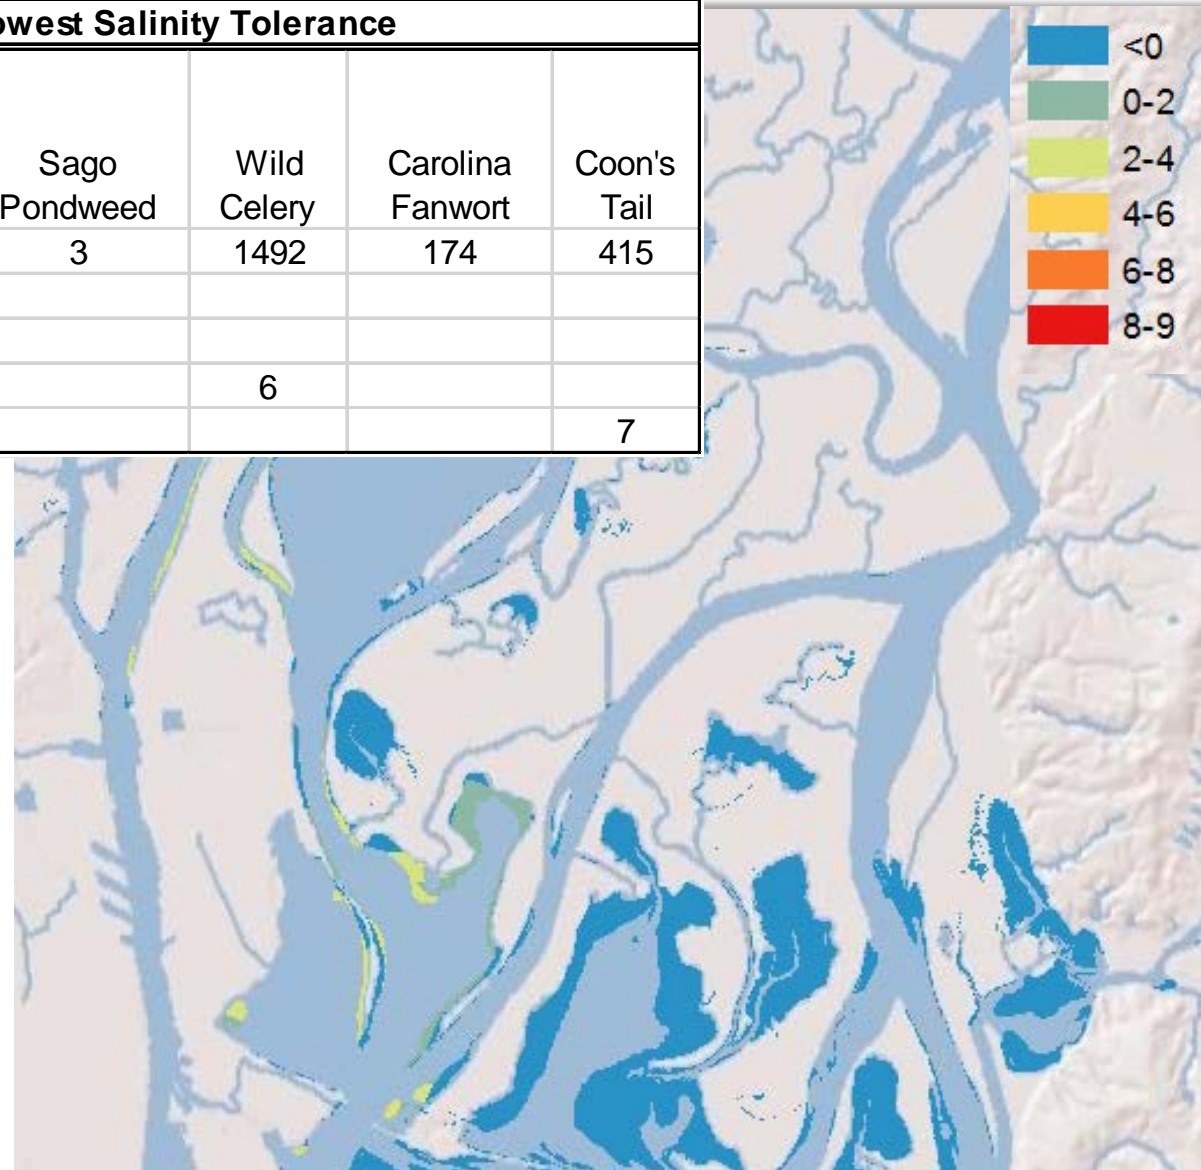 owest Salinity Tolerance
Sago Wild Carolina Coon's
Pondweed Celery Fanwort Tail
3 1492 174 415
6
7
<0
0-2
2-4
4-6
6-8
8-9